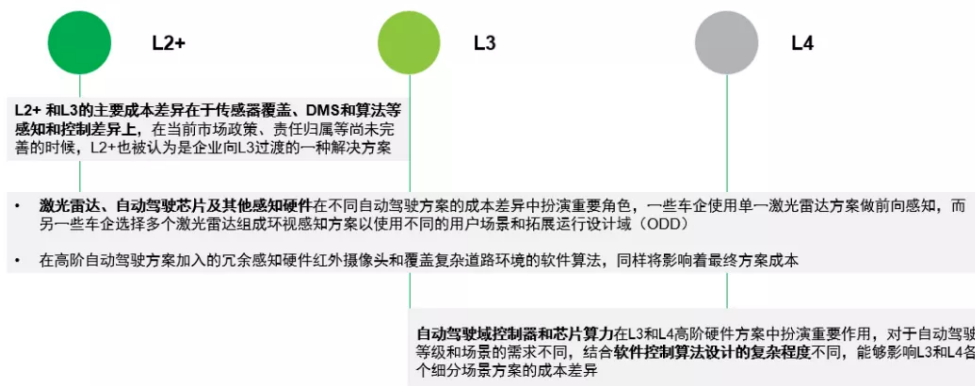 L2+
L3
L4
L2+ 和L3的主要成本差异在于传感器覆盖、DMS和算法等
感知和控制差异上，在当前市场政策、责任归属等尚未完
善的时候，L2+也被认为是企业向L3过渡的一种解决方案
• 激光雷达、自动驾驶芯片及其他感知硬件在不同自动驾驶方案的成本差异中扮演重要角色，一些车企使用单一激光雷达方案做前向感知，而
另一些车企选择多个激光雷达组成环视感知方案以使用不同的用户场景和拓展运行设计域（ODD）
• 在高阶自动驾驶方案加入的冗余感知硬件红外摄像头和覆盖复杂道路环境的软件算法，同样将影响着最终方案成本
自动驾驶域控制器和芯片算力在L3和L4高阶硬件方案中扮演重要作用，对于自动驾驶
等级和场景的需求不同，结合软件控制算法设计的复杂程度不同，能够影响L3和L4各
个细分场景方案的成本差异